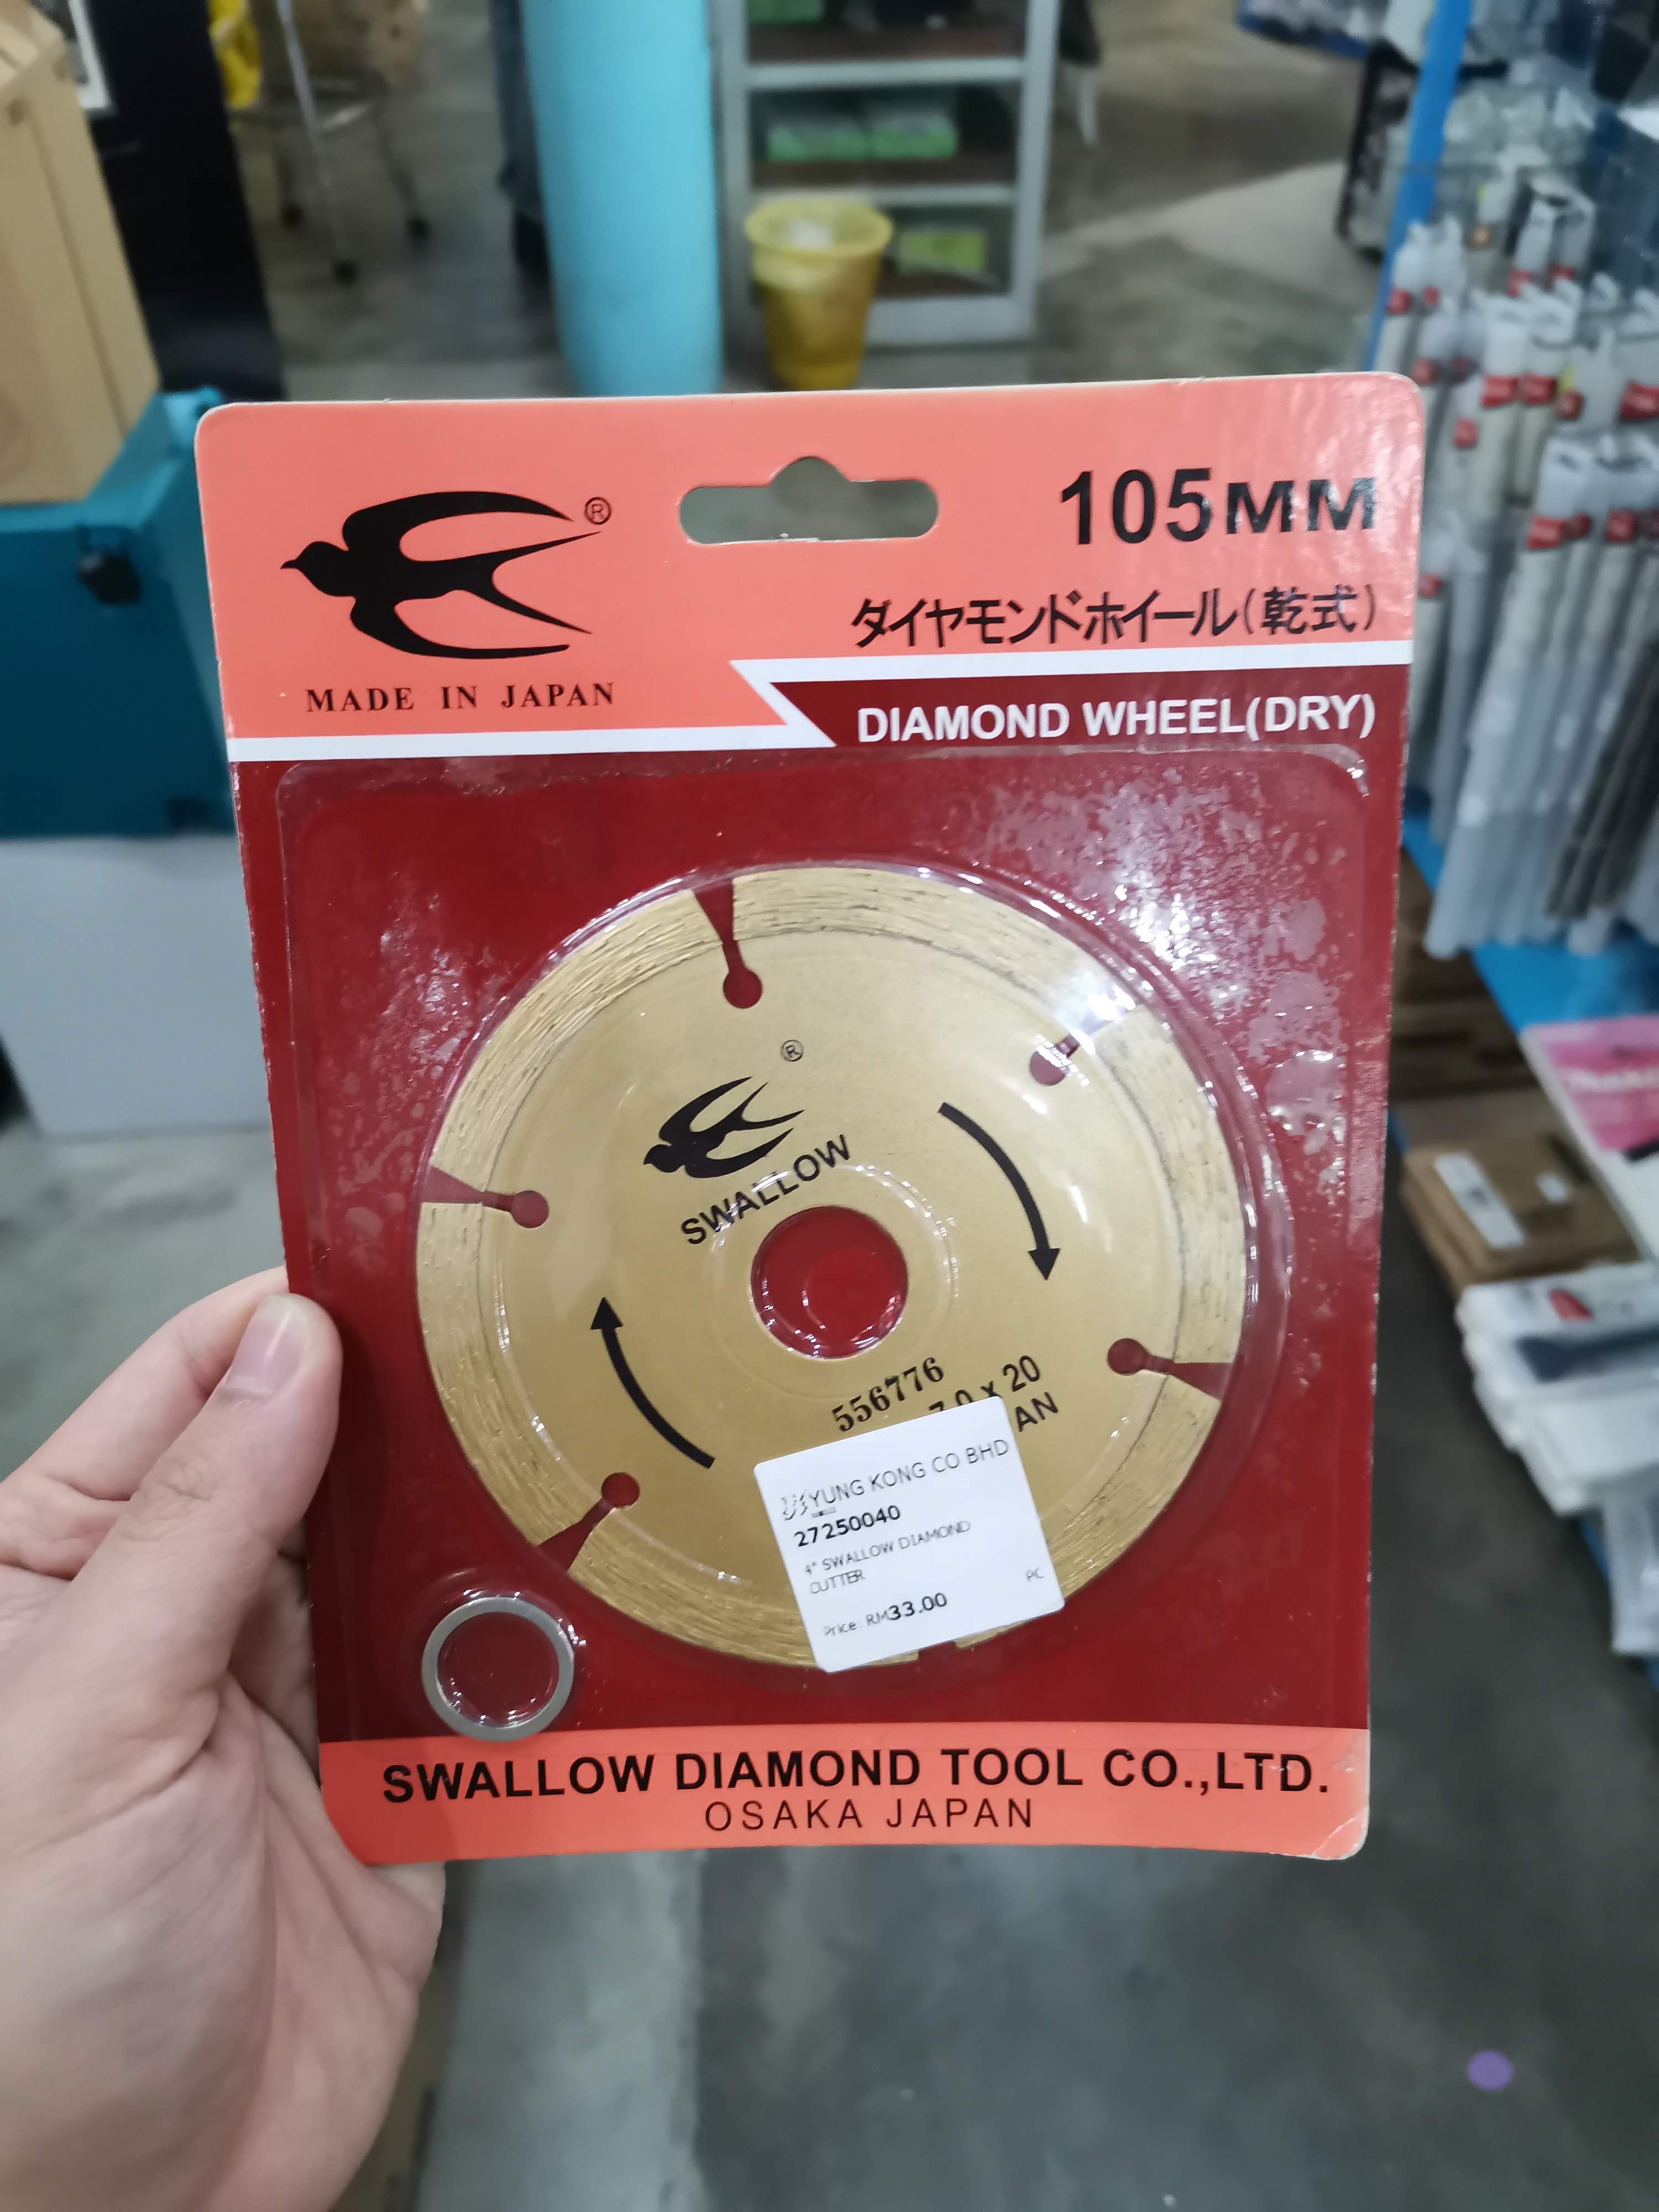 ®
105MM
ダイヤモンドホイール(乾式)
MADE IN JAPAN
DIAMOND WHEEL(DRY)
®
SWALLOW
556776
7.0 x 20
AN
YUNG KONG CO BHD
27250040
4" SWALLOW DIAMOND
CUTTER
PC
Price: RM33.00
SWALLOW DIAMOND TOOL CO.,LTD.
OSAKA JAPAN